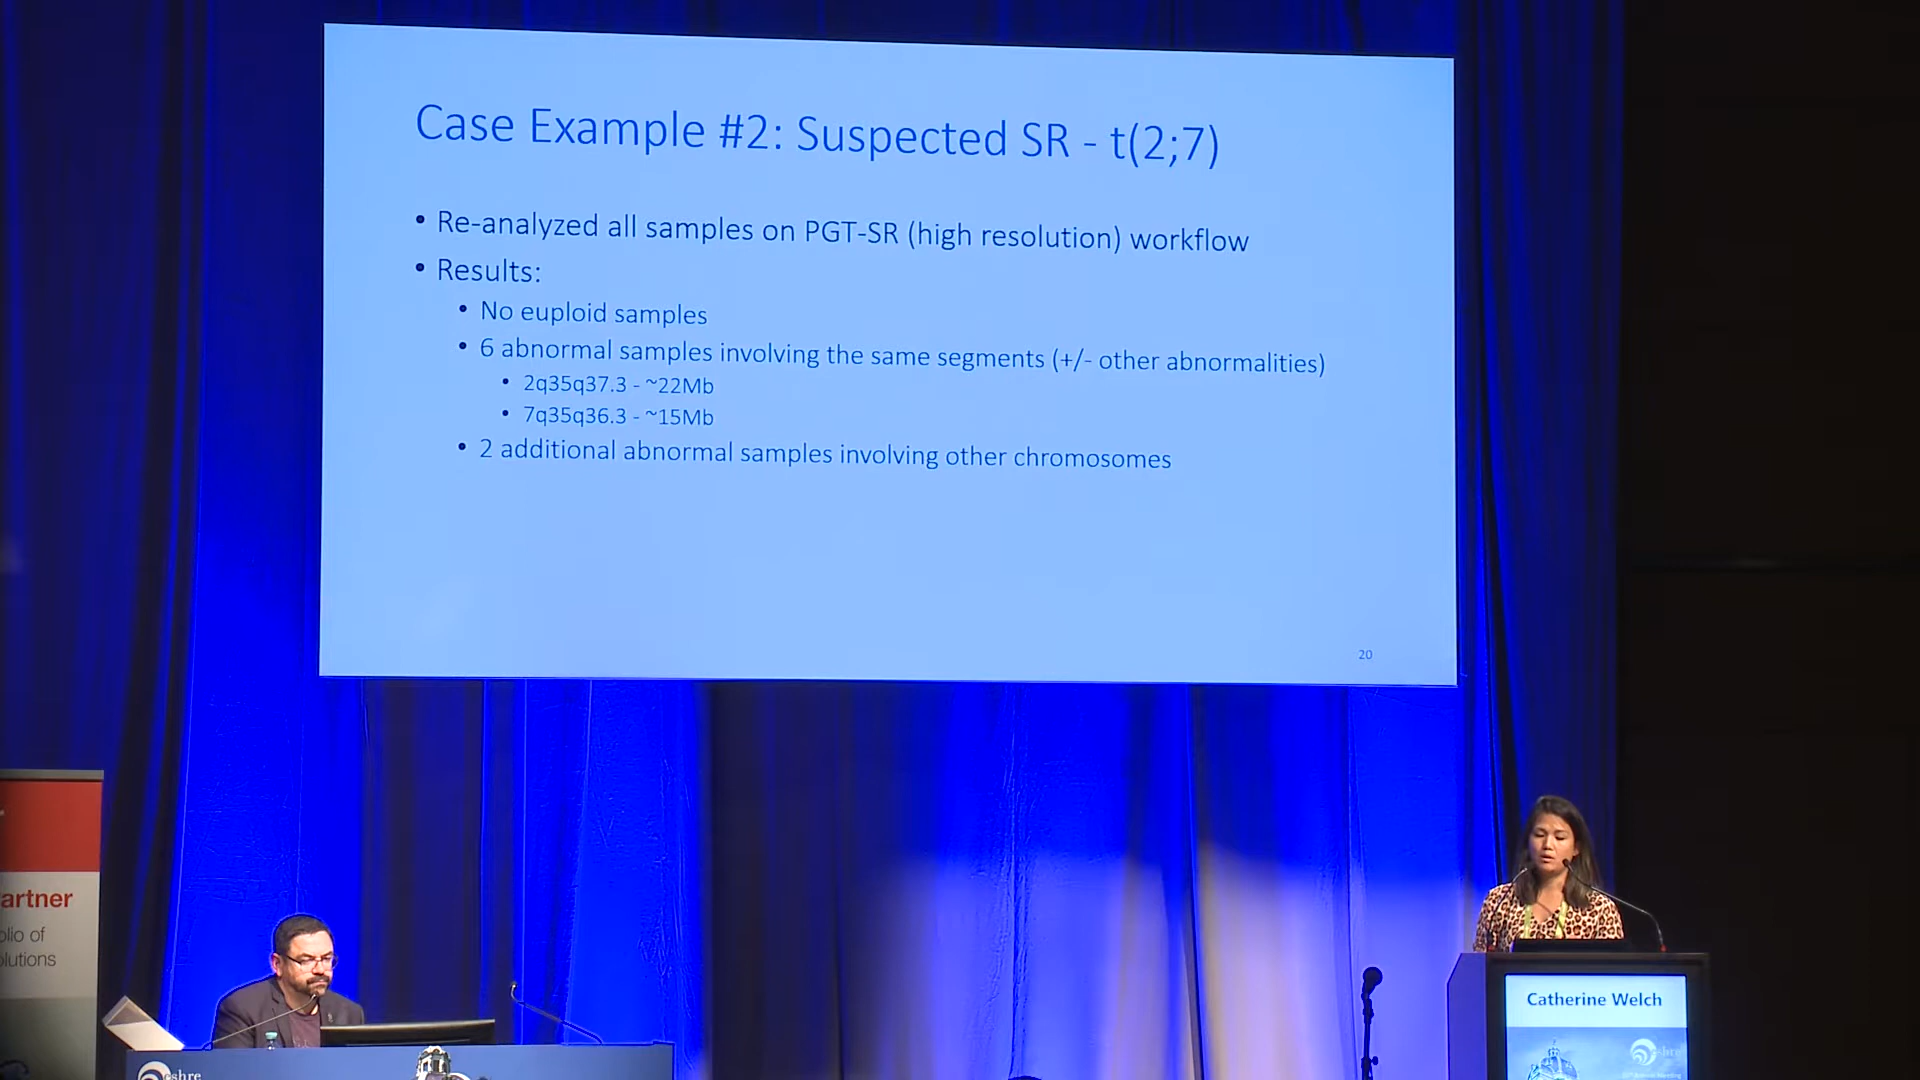 Case Example #2: Suspected SR - t(2;7)
• Re-analyzed all samples on PGT-SR (high resolution) workflow
• Results:
• No euploid samples
• 6 abnormal samples involving the same segments (+/- other abnormalities)
• 2q35q37.3 - ~22Mb
• 7q35q36.3 - ~15Mb
• 2 additional abnormal samples involving other chromosomes
20
artner
olio of
olutions
Catherine Welch
eshre